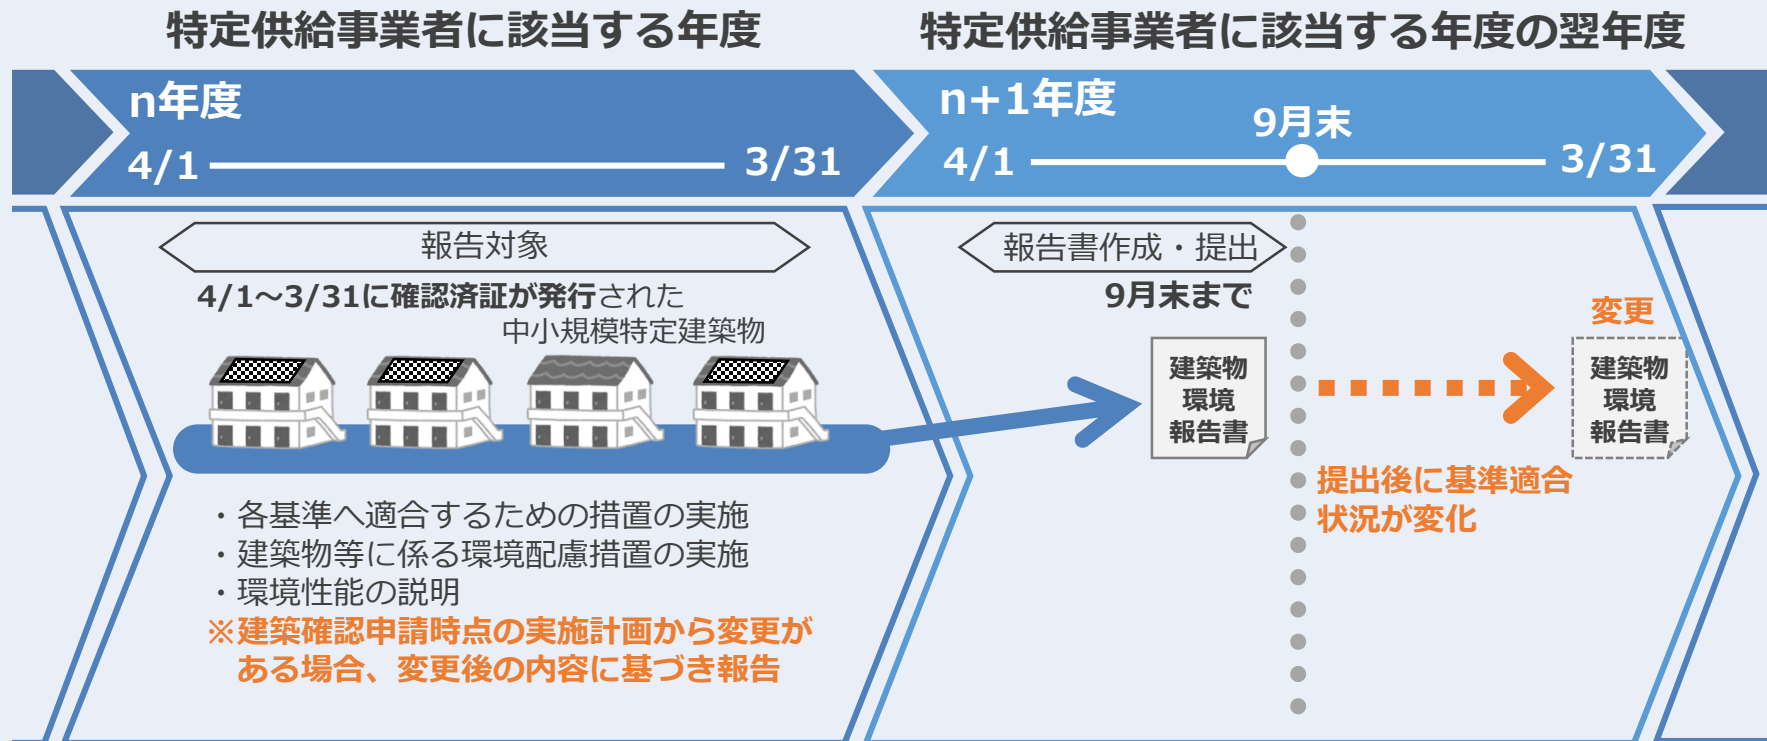 特定供給事業者に該当する年度
特定供給事業者に該当する年度の翌年度
n年度
4/1
3/31
n+1年度
9月末
4/1
3/31
報告対象
4/1～3/31に確認済証が発行された
中小規模特定建築物
・各基準へ適合するための措置の実施
・建築物等に係る環境配慮措置の実施
・環境性能の説明
※建築確認申請時点の実施計画から変更が
ある場合、変更後の内容に基づき報告
報告書作成・提出
9月末まで
建築物
環境
報告書
提出後に基準適合
状況が変化
変更
建築物
環境
報告書